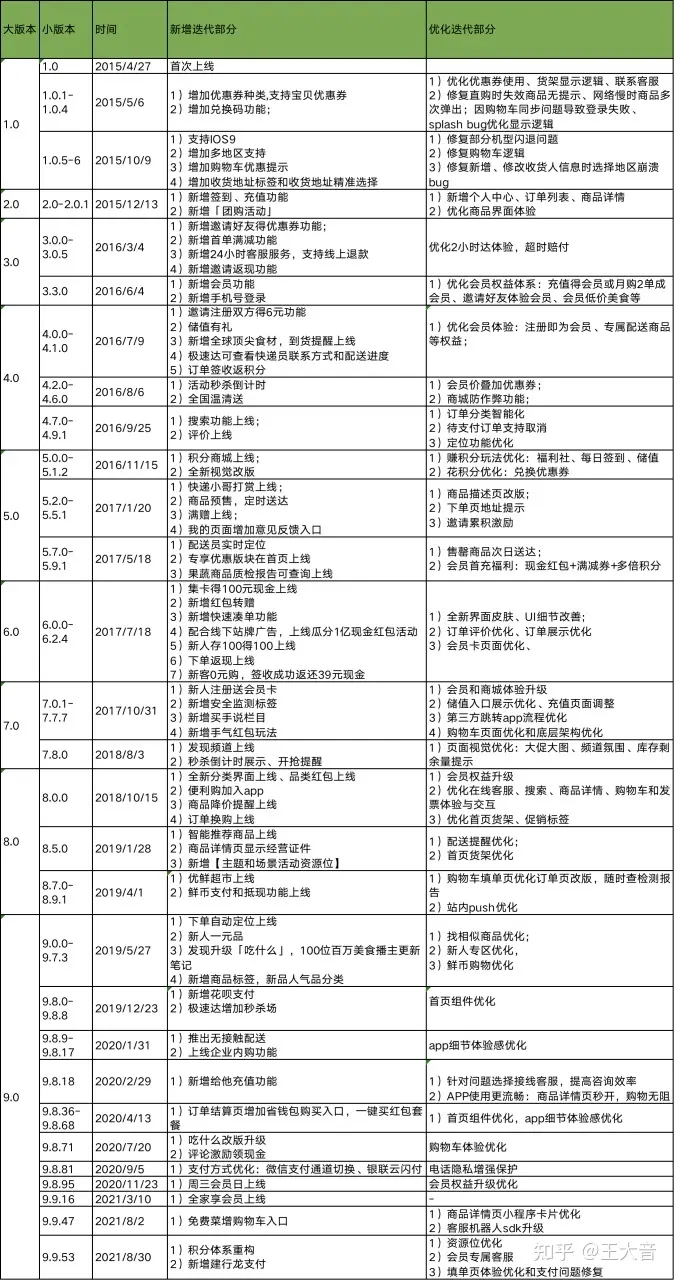 大版本 小版本 时间 新增迭代部分 优化迭代部分
1.0
1.0 2015/4/27 首次上线
1.0.1-
1.0.4
2015/5/6
1）增加优惠券种类,支持宝贝优惠券
2）增加兑换码功能；
1）优化优惠券使用、货架显示逻辑、联系客服
2）修复直购时失效商品无提示、网络慢时商品多
次弹出；因购物车同步问题导致登录失败、
splash bug优化显示逻辑
1.0.5-6 2015/10/9
1）支持IOS9
2）增加多地区支持
3）增加购物车优惠提示
4）增加收货地址标签和收货地址精准选择
1）修复部分机型闪退问题
2）修复购物车逻辑
3）修复新增、修改收货人信息时选择地区崩溃
bug
2.0 2.0-2.0.1 2015/12/13
1）新增签到、充值功能
2）新增「团购活动」
1）新增个人中心、订单列表、商品详情
2）优化商品界面体验
3.0
3.0.0-
3.0.5
2016/3/4
1）新增邀请好友得优惠券功能；
2）新增首单满减功能
3）新增24小时客服服务，支持线上退款
4）新增邀请返现功能
优化2小时达体验，超时赔付
3.3.0 2016/6/4
1）新增会员功能
2）新增手机号登录
1）优化会员权益体系：充值得会员或月购2单成
会员、邀请好友体验会员、会员低价美食等
4.0
4.0.0-
4.1.0
2016/7/9
1）邀请注册双方得6元功能
2）储值有礼
3）新增全球顶尖食材，到货提醒上线
4）极速达可查看快递员联系方式和配送进度
5）订单签收返积分
1）优化会员体验：注册即为会员、专属配送商品
等权益；
4.2.0-
4.6.0
2016/8/6
1）活动秒杀倒计时
2）全国温清送
1）会员价叠加优惠券；
2）商城防作弊功能；
4.7.0-
4.9.1
2016/9/25
1）搜索功能上线；
2）评价上线
1）订单分类智能化
2）待支付订单支持取消
3）定位功能优化
5.0
5.0.0-
5.1.2
2016/11/15
1）积分商城上线；
2）全新视觉改版
1）赚积分玩法优化：福利社、每日签到、储值
2）花积分优化：兑换优惠券
5.2.0-
5.5.1
2017/1/20
1）快递小哥打赏上线；
2）商品预售，定时送达
3）满赠上线；
4）我的页面增加意见反馈入口
1）商品描述页改版；
2）下单页地址提示
3）邀请累积激励
5.7.0-
5.9.1
2017/5/18
1）配送员实时定位
2）专享优惠版块在首页上线
3）果蔬商品质检报告可查询上线
1）售罄商品次日送达；
2）会员首充福利：现金红包+满减券+多倍积分
6.0
6.0.0-
6.2.4
2017/7/18
1）集卡得100元现金上线
2）新增红包转赠
3）新增快速凑单功能
4）配合线下站牌广告，上线瓜分1亿现金红包活动
5）新人存100得100上线
6）下单返现上线
7）新客0元购，签收成功返还39元现金
1）全新界面皮肤、UI细节改善；
2）订单评价优化、订单展示优化
3）会员卡页面优化、
7.0
7.0.1-
7.7.7
2017/10/31
1）新人注册送会员卡
2）新增安全监测标签
3）新增买手说栏目
4）新增手气红包玩法
1）会员和商城体验升级
2）储值入口展示优化、充值页面调整
3）第三方跳转app流程优化
4）购物车页面优化和底层架构优化
7.8.0 2018/8/3
1）发现频道上线
2）秒杀倒计时展示、开抢提醒
1）页面视觉优化：大促大图、频道氛围、库存剩
余量提示
8.0
8.0.0 2018/10/15
1）全新分类界面上线、品类红包上线
2）便利购加入app
3）商品降价提醒上线
4）订单换购上线
1）会员权益升级
2）优化在线客服、搜索、商品详情、购物车和发
票体验与交互
3）优化首页货架、促销标签
8.5.0 2019/1/28
1）智能推荐商品上线
2）商品详情页显示经营证件
3）新增【主题和场景活动资源位】
1）配送提醒优化；
2）首页货架优化
8.7.0-
8.9.1
2019/4/1
1）优鲜超市上线
2）鲜币支付和抵现功能上线
1）购物车填单页优化订单页改版，随时查检测报
告
2）站内push优化
9.0
9.0.0-
9.7.3
2019/5/27
1）下单自动定位上线
2）新人一元品
3）发现升级「吃什么」，100位百万美食播主更新
笔记
4）新增商品标签，新品人气品分类
1）找相似商品优化；
2）新人专区优化，
3）鲜币购物优化
9.8.0-
9.8.8
2019/12/23
1）新增花呗支付
2）极速达增加秒杀场
首页组件优化
9.8.9-
9.8.17
2020/1/31
1）推出无接触配送
2）上线企业内购功能
app细节体验感优化
9.8.18 2020/2/29
1）新增给他充值功能
1）针对问题选择接线客服，提高咨询效率
2）APP使用更流畅：商品详情页秒开，购物无阻
9.8.36-
9.8.68
2020/4/13
1）订单结算页增加省钱包购买入口，一键买红包套
餐
1）首页组件优化，app细节体验感优化
9.8.71 2020/7/20
1）吃什么改版升级
2）评论激励领现金
购物车体验优化
9.8.81 2020/9/5 1）支付方式优化：微信支付通道切换、银联云闪付 电话隐私增强保护
9.8.95 2020/11/23 1）周三会员日上线 会员权益升级优化
9.9.16 2021/3/10 1）全家享会员上线 -
9.9.47 2021/8/2
1）免费菜增购物车入口
1）商品详情页小程序卡片优化
2）客服机器人sdk升级
9.9.53 2021/8/30
1）积分体系重构
2）新增建行龙支付
1）资源位优化
2）会员专属客服
3）填单页体验优化和支付问题修复
知乎 @王大音